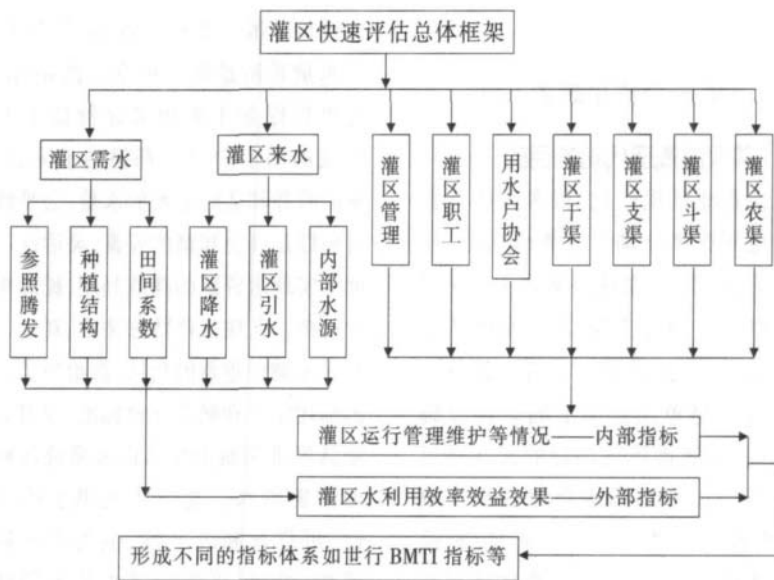 灌区快速评估总体框架
灌区需水
灌区来水
灌区管理
灌区职工
用水户协会
灌区干渠
灌区支渠
灌区斗渠
灌区农渠
参照腾发
种植结构
田间系数
灌区降水
灌区引水
内部水源
灌区运行管理维护等情况——内部指标
灌区水利用效率效益效果——外部指标
形成不同的指标体系如世行 BMTI 指标等